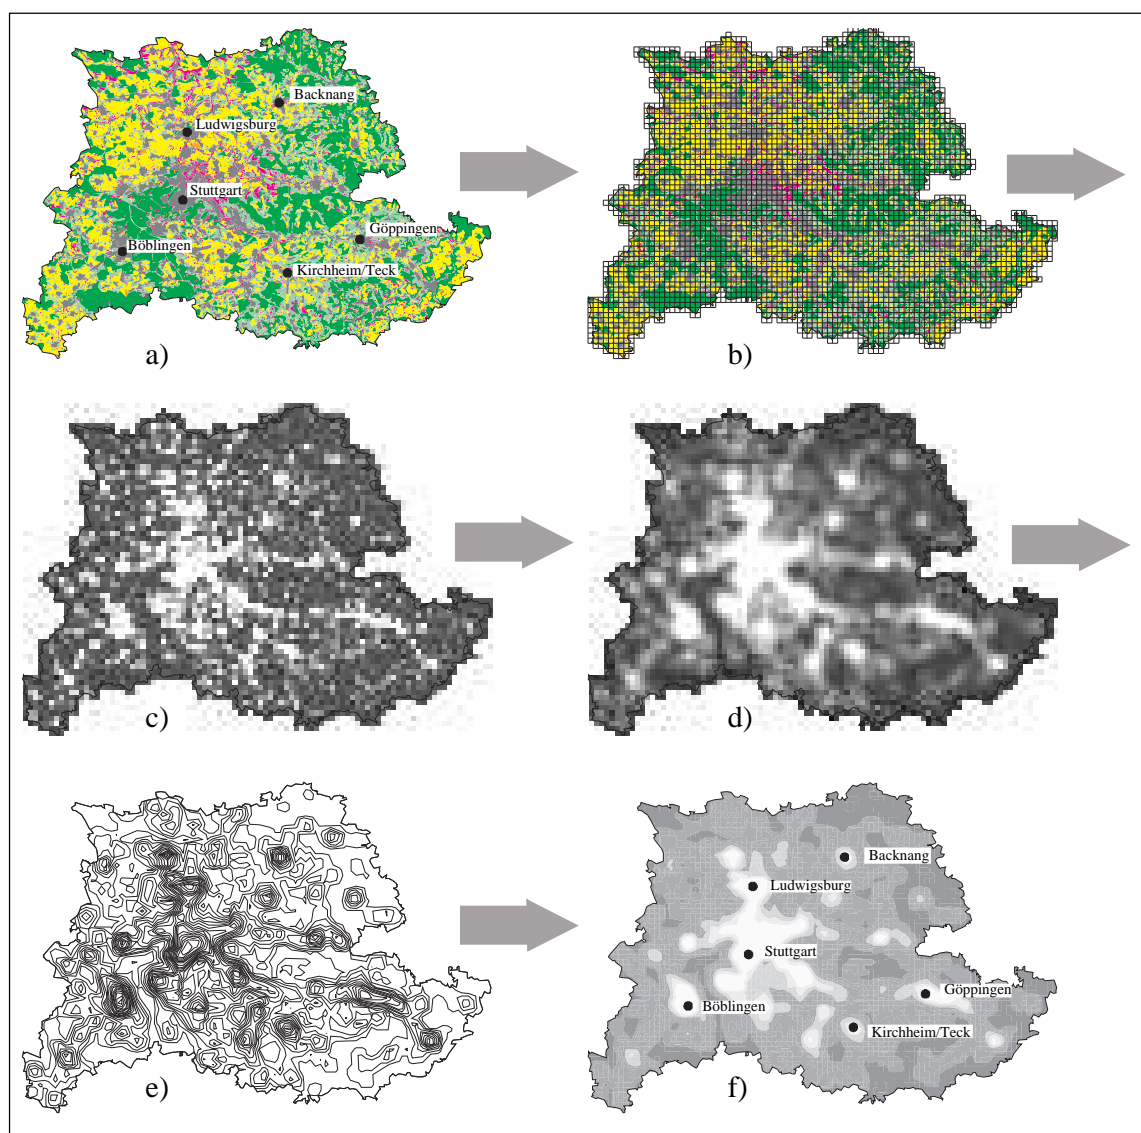 Backnang
Ludwigsburg
Stuttgart
Göppingen
Böblingen
Kirchheim/Teck
a)
b)
c)
d)
Backnang
Ludwigsburg
Stuttgart
Göppingen
Böblingen
Kirchheim/Teck
e)
f)